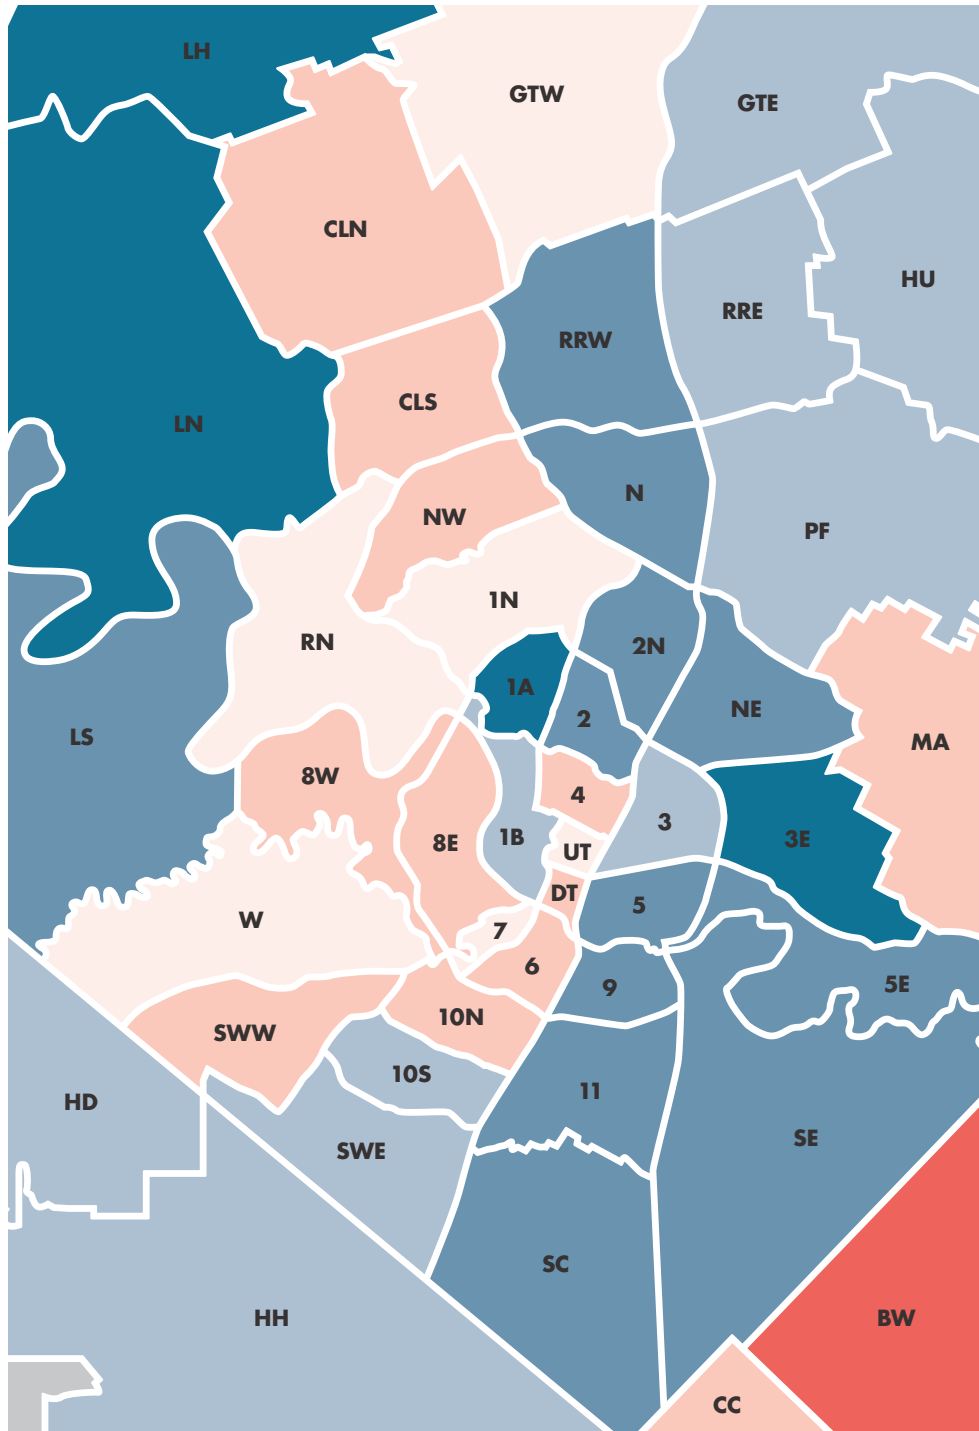 LH
GTW
GTE
CLN
HU
RRE
RRW
CLS
LN
N
NW
PF
1N
RN
2N
1A
NE
2
LS
MA
8W
4
3
1B
3E
8E
UT
DT
5
W
7
6
5E
9
10N
SWW
10S
11
HD
SE
SWE
SC
HH
BW
CC